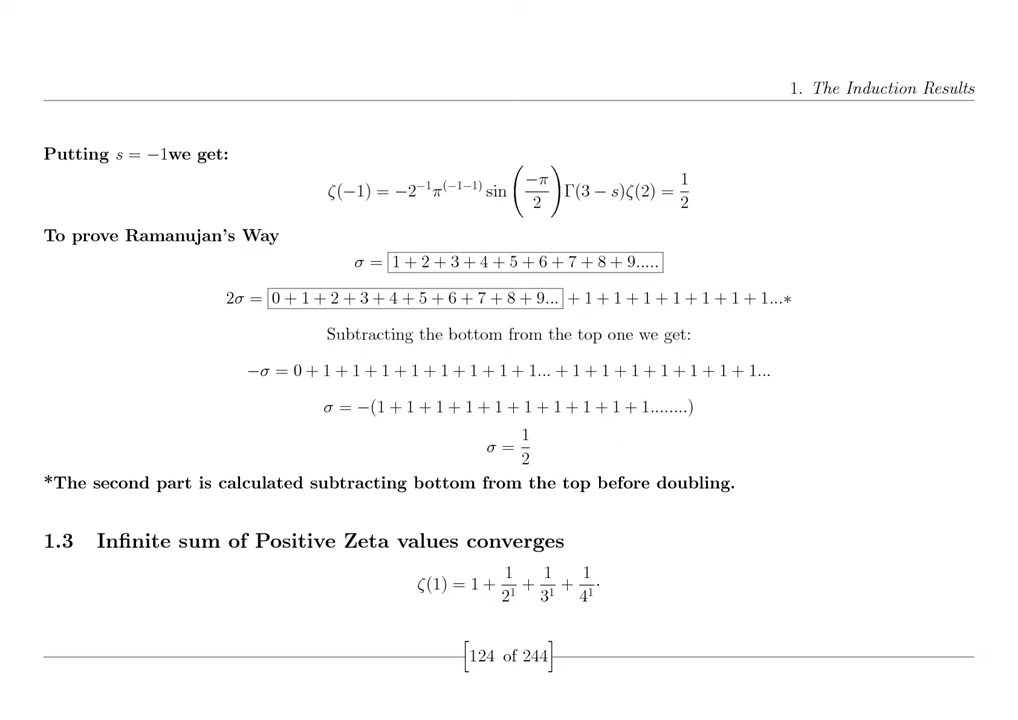 1. The Induction Results
Putting s = −1we get:
ζ(−1) = −2^{−1}π^{(−1−1)} sin(−π/2)Γ(3 − s)ζ(2) = 1/2
To prove Ramanujan's Way
σ = 1 + 2 + 3 + 4 + 5 + 6 + 7 + 8 + 9.....
2σ = 0 + 1 + 2 + 3 + 4 + 5 + 6 + 7 + 8 + 9... + 1 + 1 + 1 + 1 + 1 + 1 + 1...∗
Subtracting the bottom from the top one we get:
−σ = 0 + 1 + 1 + 1 + 1 + 1 + 1 + 1 + 1... + 1 + 1 + 1 + 1 + 1 + 1 + 1...
σ = −(1 + 1 + 1 + 1 + 1 + 1 + 1 + 1 + 1 + 1........)
σ = 1/2
*The second part is calculated subtracting bottom from the top before doubling.
1.3 Infinite sum of Positive Zeta values converges
ζ(1) = 1 + 1/2^1 + 1/3^1 + 1/4^1.
[124 of 244]